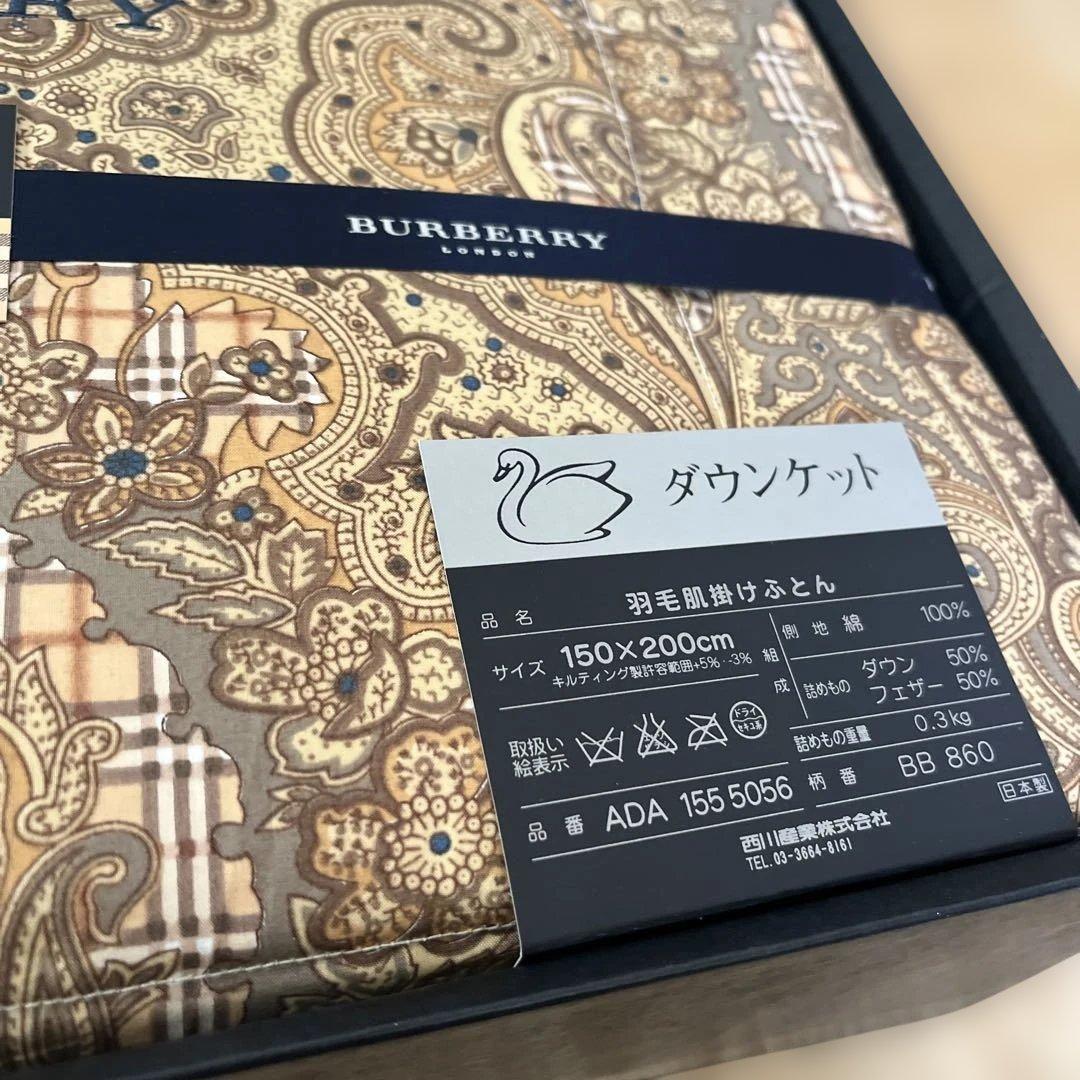 BURBERRY
LONDON
ダウンケット
品名 羽毛肌掛けふとん
サイズ 150×200cm
キルティング製許容範囲+5%・-3%
組成
側地 綿 100%
詰めもの ダウン 50%
フェザー 50%
取扱い
絵表示
ドライ
セキユ系
詰めもの重量 0.3kg
品番 ADA 155 5056
柄番 BB 860
日本製
西川産業株式会社
TEL.03-3664-8161